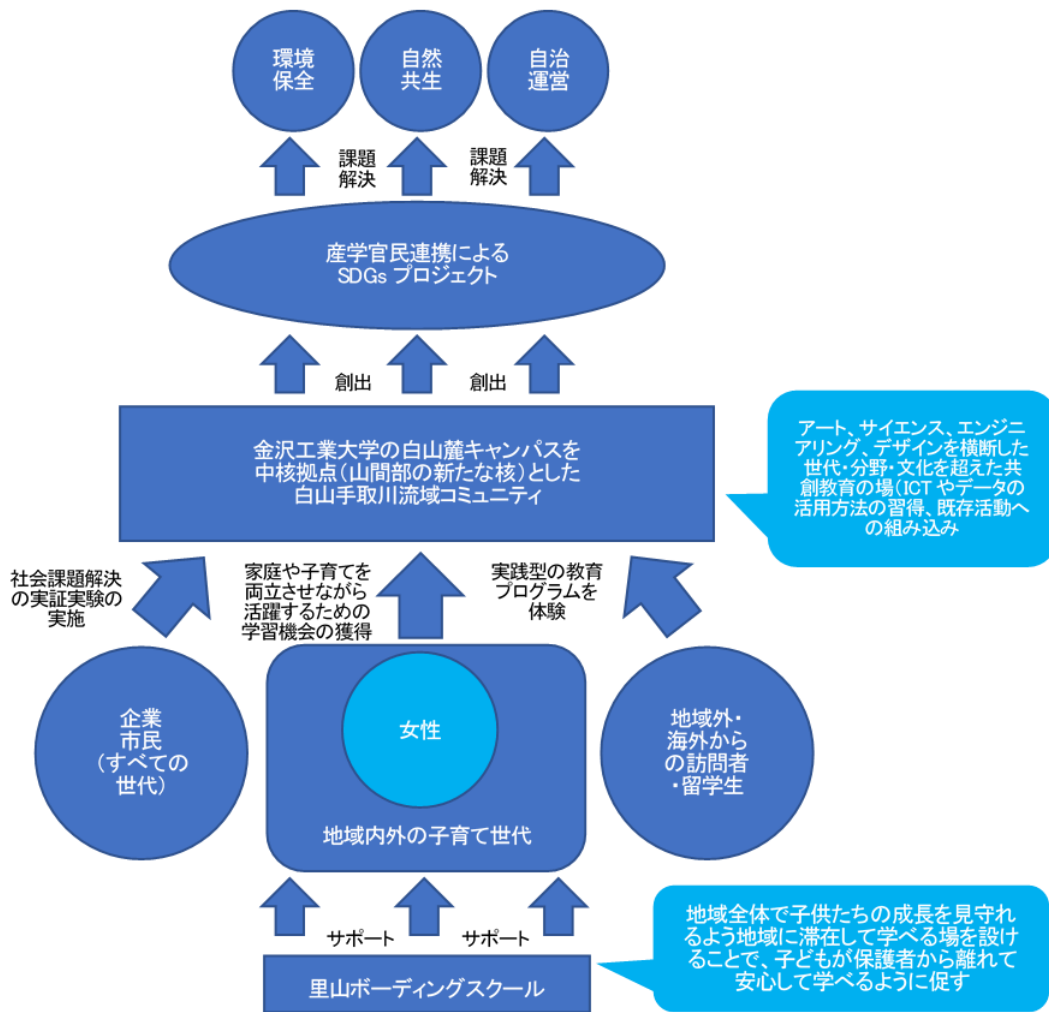 環境
保全
自然
共生
自治
運営
課題
解決
課題
解決
産学官民連携による
SDGs プロジェクト
創出
創出
金沢工業大学の白山麓キャンパスを
中核拠点(山間部の新たな核)とした
白山手取川流域コミュニティ
アート、サイエンス、エンジニ
アリング、デザインを横断した
世代・分野・文化を超えた共
創教育の場(ICT やデータの
活用方法の習得、既存活動へ
の組み込み
社会課題解決
の実証実験の
実施
家庭や子育てを
両立させながら
活躍するための
学習機会の獲得
実践型の教育
プログラムを
体験
企業
市民
(すべての
世代)
女性
地域内外の子育て世代
地域外・
海外から
の訪問者
・留学生
サポート
サポート
里山ボーディングスクール
地域全体で子供たちの成長を見守れ
るよう地域に滞在して学べる場を設け
ることで、子どもが保護者から離れて
安心して学べるように促す